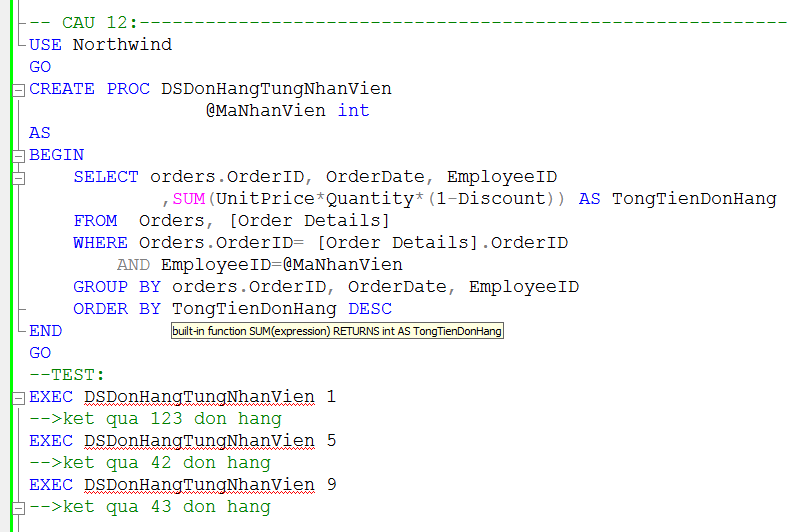 -- CAU 12:------------------------------------------------------------
USE Northwind
GO
CREATE PROC DSDonHangTungNhanVien
@MaNhanVien int
AS
BEGIN
SELECT orders.OrderID, OrderDate, EmployeeID
,SUM(UnitPrice*Quantity*(1-Discount)) AS TongTienDonHang
FROM Orders, [Order Details]
WHERE Orders.OrderID= [Order Details].OrderID
AND EmployeeID=@MaNhanVien
GROUP BY orders.OrderID, OrderDate, EmployeeID
ORDER BY TongTienDonHang DESC
END
built-in function SUM(expression) RETURNS int AS TongTienDonHang
GO
--TEST:
EXEC DSDonHangTungNhanVien 1
-->ket qua 123 don hang
EXEC DSDonHangTungNhanVien 5
-->ket qua 42 don hang
EXEC DSDonHangTungNhanVien 9
-->ket qua 43 don hang